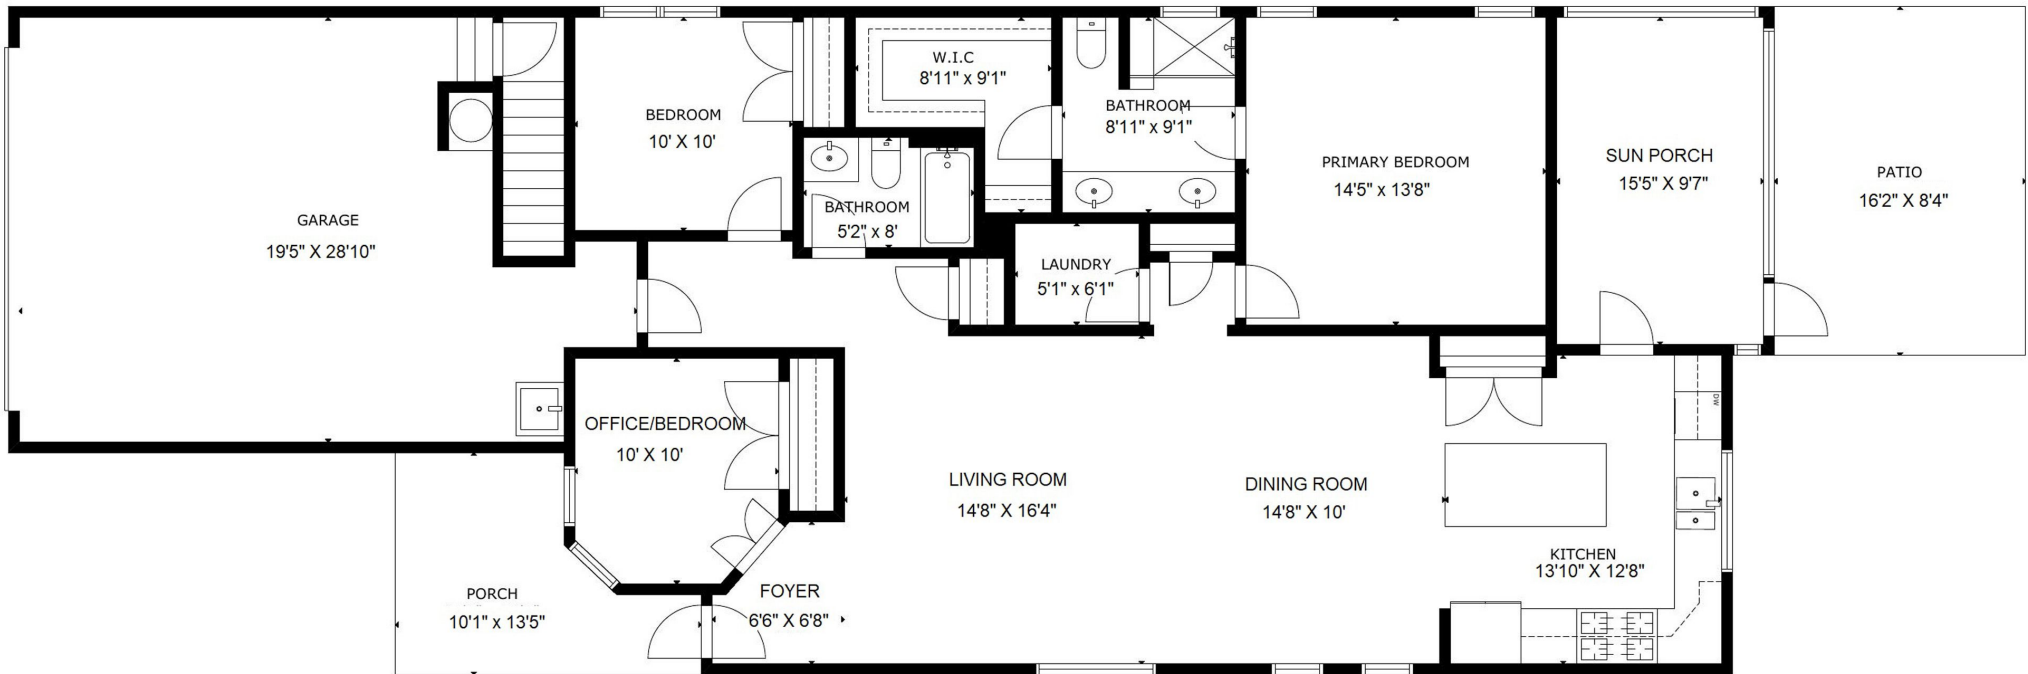 GARAGE
19'5" X 28'10"
BEDROOM
10' X 10'
W.I.C
8'11" x 9'1"
BATHROOM
8'11" x 9'1"
BATHROOM
5'2" x 8'
LAUNDRY
5'1" x 6'1"
PRIMARY BEDROOM
14'5" x 13'8"
SUN PORCH
15'5" X 9'7"
PATIO
16'2" X 8'4"
OFFICE/BEDROOM
10' X 10'
LIVING ROOM
14'8" X 16'4"
DINING ROOM
14'8" X 10'
DW
KITCHEN
13'10" X 12'8"
PORCH
10'1" x 13'5"
FOYER
6'6" X 6'8"